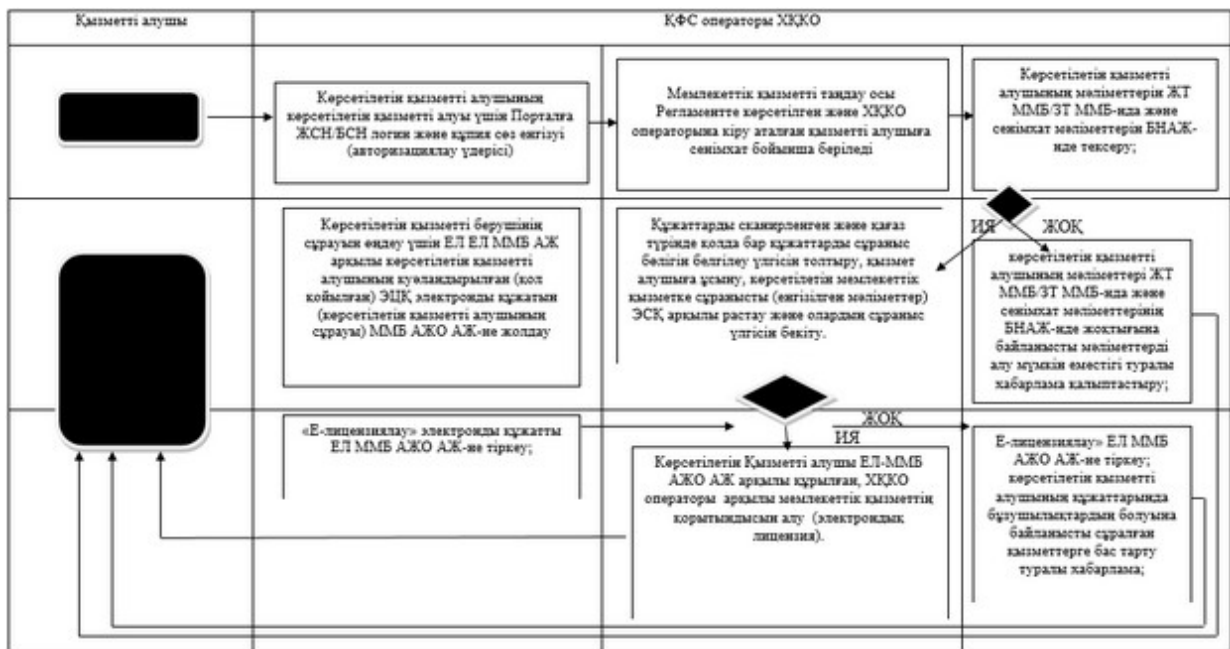 Қызметті алушы
ҚФС операторы ХҚКО
Көрсетілетін қызметті алушының
көрсетілетін қызметті алуы үшін Порталға
ЖСН/БСН логин және құпия сөз енгізуі
(авторизациялау үдерісі)
Мемлекеттік қызметті таңдау осы
Регламентте көрсетілген және ХҚКО
операторына кіру аталған қызметті алушыға
сенімхат бойынша беріледі
Көрсетілетін қызметті
алушының мәліметтерін ЖТ
ММБ/ЗТ ММБ-нда және
сенімхат мәліметтерін БНАЖ-
нде тексеру;
Көрсетілетін қызметті берушінің
сұрауын өңдеу үшін ЕЛ ЕЛ ММБ АЖ
арқылы көрсетілетін қызметті
алушының куәландырылған (қол
қойылған) ЭЦҚ электронды құжатын
(көрсетілетін қызметті алушының
сұрауы) ММБ АЖО АЖ-не жолдау
Құжаттарды сканирленген және қағаз
түрінде қолда бар құжаттарды сұраныс
бөлігін белгілеу үлгісін толтыру, қызмет
алушыға ұсыну, көрсетілетін мемлекеттік
қызметке сұранысты (енгізілген мәліметтер)
ЭСҚ арқылы растау және олардың сұраныс
үлгісін бекіту.
ИЯ
ЖОҚ
көрсетілетін қызметті
алушының мәліметтері ЖТ
ММБ/ЗТ ММБ-нда және
сенімхат мәліметтерінің
БНАЖ-нде жоқтығына
байланысты мәліметтерді
алу мүмкін еместігі туралы
хабарлама қалыптастыру;
«Е-лицензиялау» электронды құжатты
ЕЛ ММБ АЖО АЖ-не тіркеу;
ЖОҚ
ИЯ
Көрсетілетін Қызметті алушы ЕЛ-ММБ
АЖО АЖ арқылы құрылған, ХҚКО
операторы арқылы мемлекеттік қызметтің
қорытындысын алу (электрондық
лицензия).
Е-лицензиялау» ЕЛ ММБ
АЖО АЖ-не тіркеу;
көрсетілетін қызметті
алушының құжаттарында
бұзушылықтардың болуына
байланысты сұралған
қызметтерге бас тарту
туралы хабарлама;